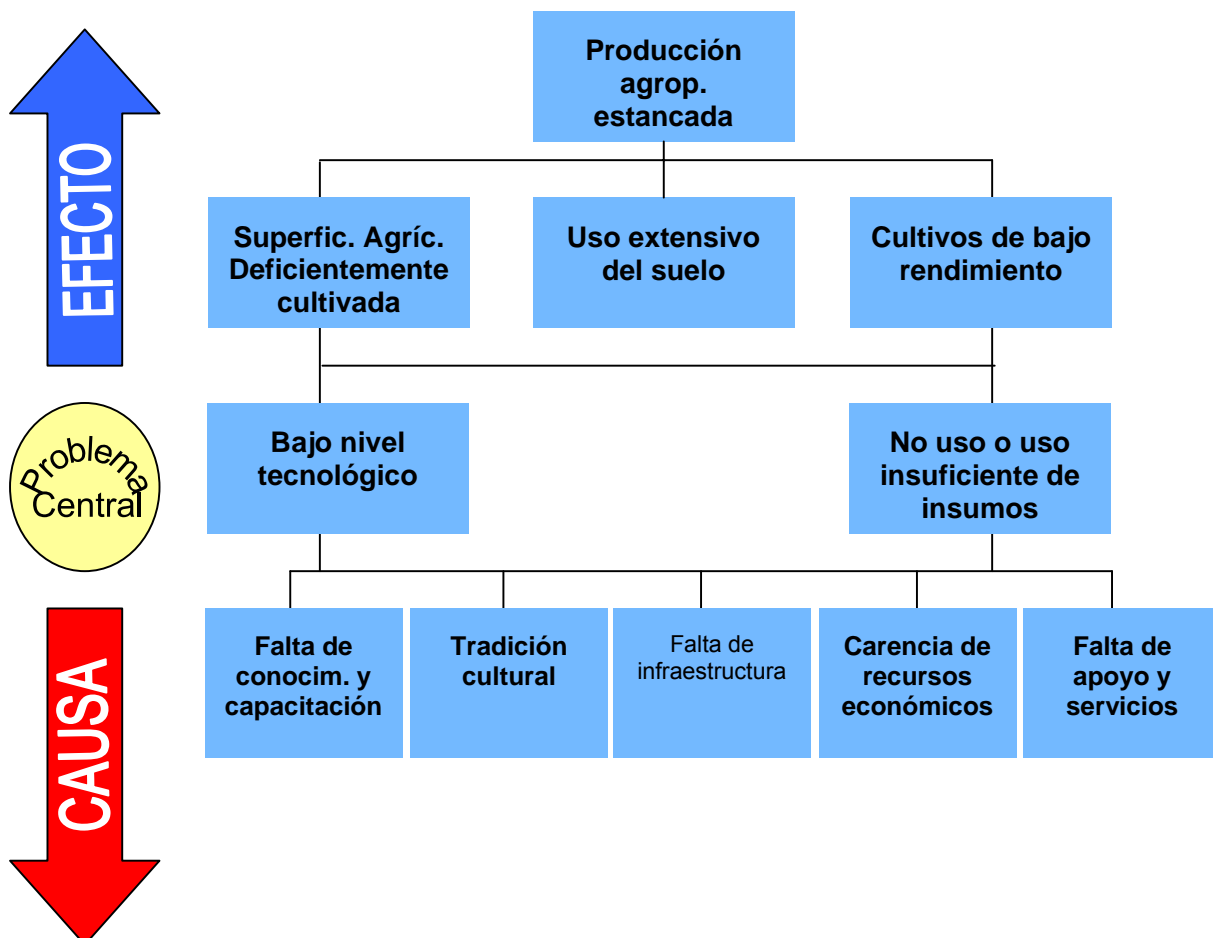 EFECTO
Producción
agrop.
estancada
Superfic. Agríc.
Deficientemente
cultivada
Uso extensivo
del suelo
Cultivos de bajo
rendimiento
Problema
Central
Bajo nivel
tecnológico
No uso o uso
insuficiente de
insumos
CAUSA
Falta de
conocim. y
capacitación
Tradición
cultural
Falta de
infraestructura
Carencia de
recursos
económicos
Falta de
apoyo y
servicios